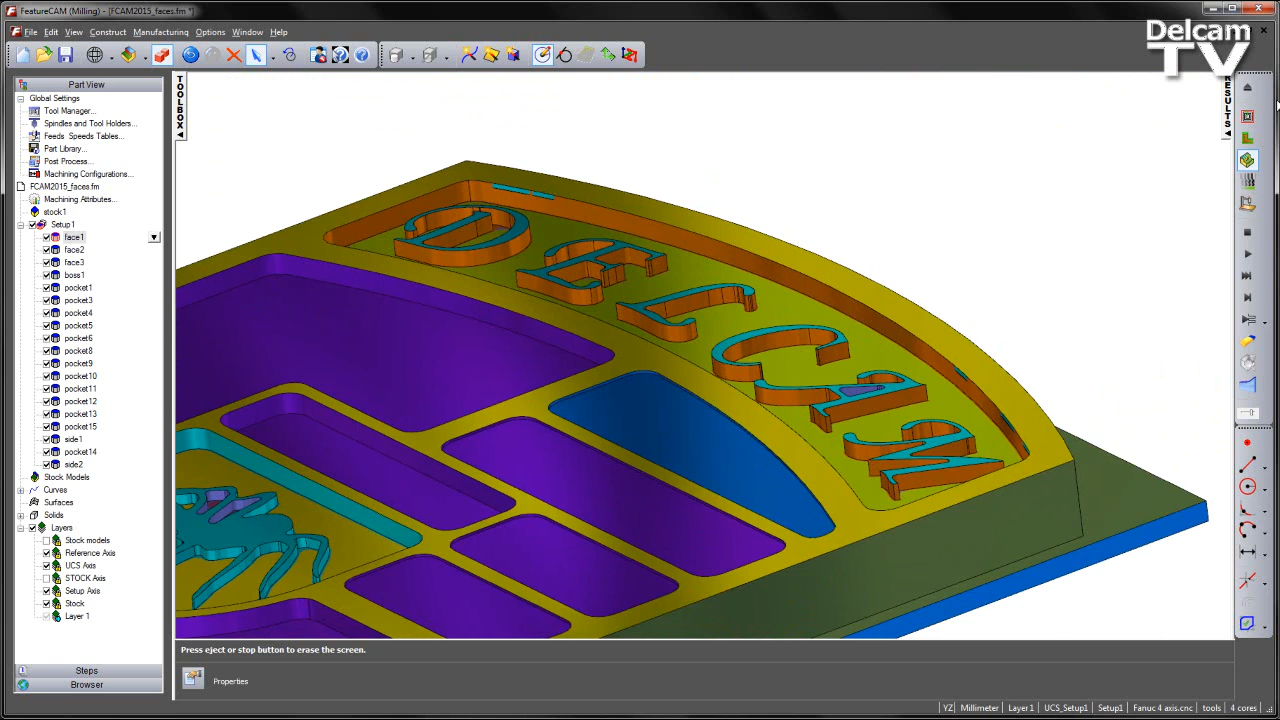 FeatureCAM (Milling) - [FCAM2015_faces.fm *]
Delcam
TV
File Edit View Construct Manufacturing Options Window Help
Part View
TOOLBOX
RESULTS
Global Settings
Tool Manager...
Spindles and Tool Holders...
Feeds Speeds Tables...
Part Library...
Post Process...
Machining Configurations...
FCAM2015_faces.fm
Machining Attributes...
stock1
Setup1
face1
face2
face3
boss1
pocket1
pocket3
pocket4
pocket5
pocket6
pocket8
pocket9
pocket10
pocket11
pocket12
pocket13
pocket15
side1
pocket14
side2
Stock Models
Curves
Surfaces
Solids
Layers
Stock models
Reference Axis
UCS Axis
STOCK Axis
Setup Axis
Stock
Layer 1
DELCAM
Steps
Browser
Press eject or stop button to erase the screen.
Properties
YZ Millimeter Layer1 UCS_Setup1 Setup1 Fanuc 4 axis.cnc tools 4 cores